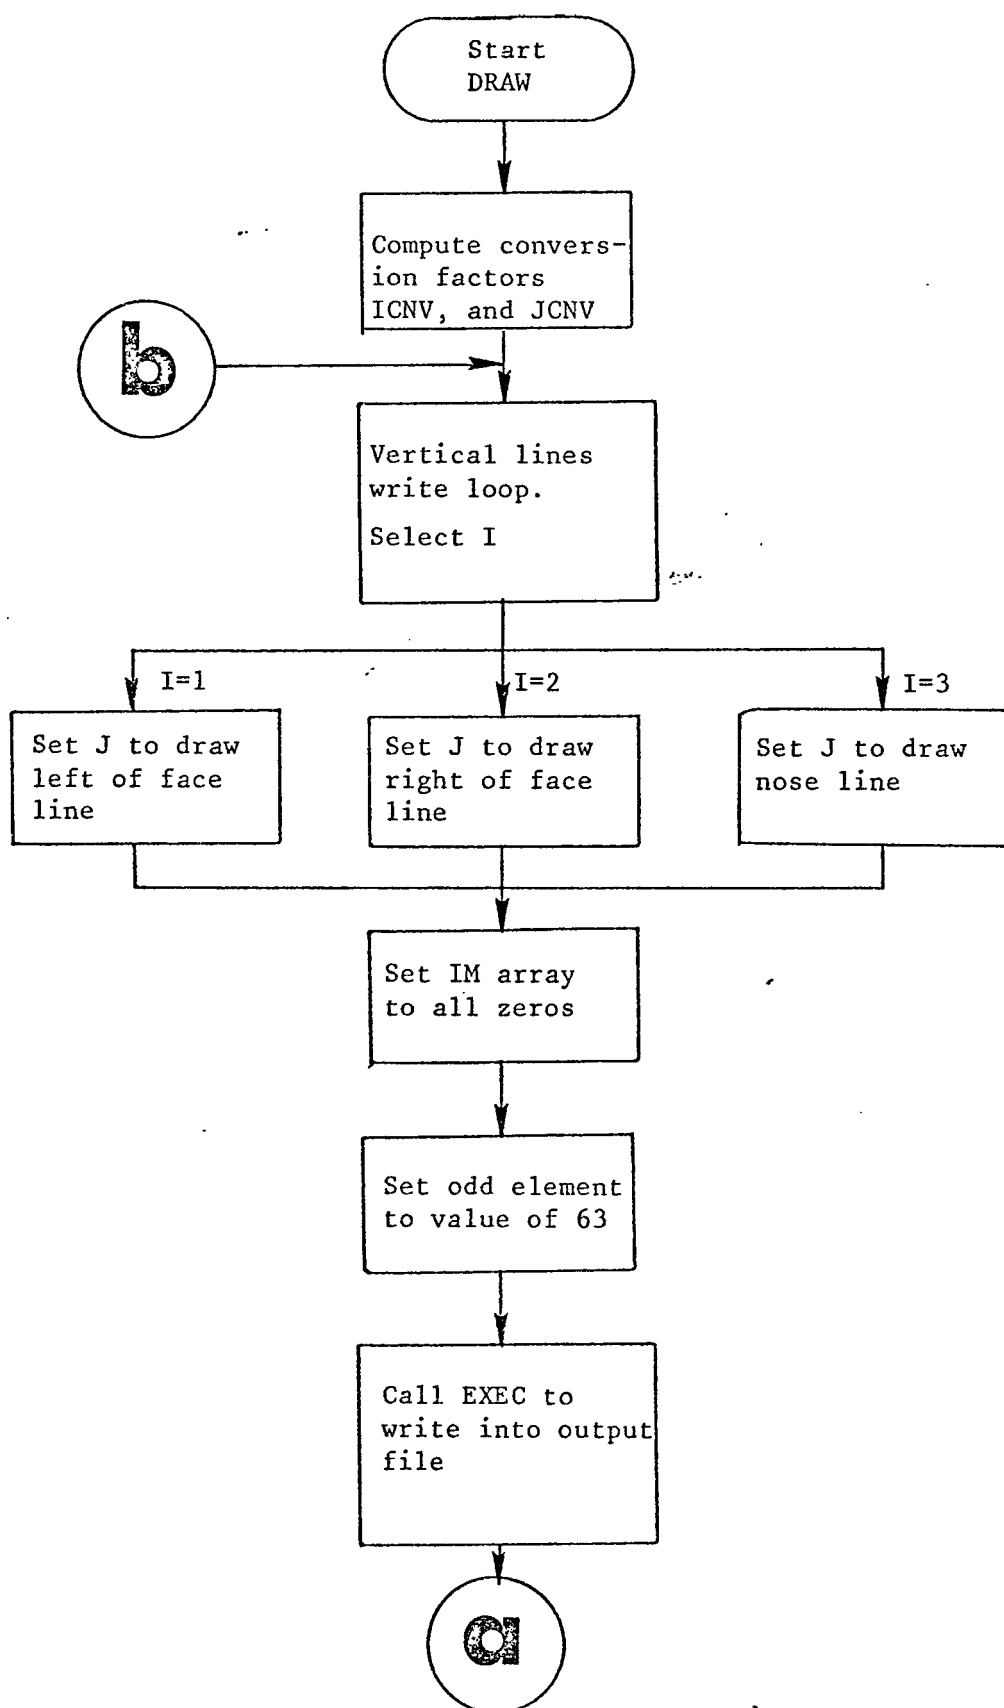 Start
DRAW
Compute convers-
ion factors
ICNV, and JCNV
b
Vertical lines
write loop.
Select I
I=1
I=2
I=3
Set J to draw
left of face
line
Set J to draw
right of face
line
Set J to draw
nose line
Set IM array
to all zeros
Set odd element
to value of 63
Call EXEC to
write into output
file
a